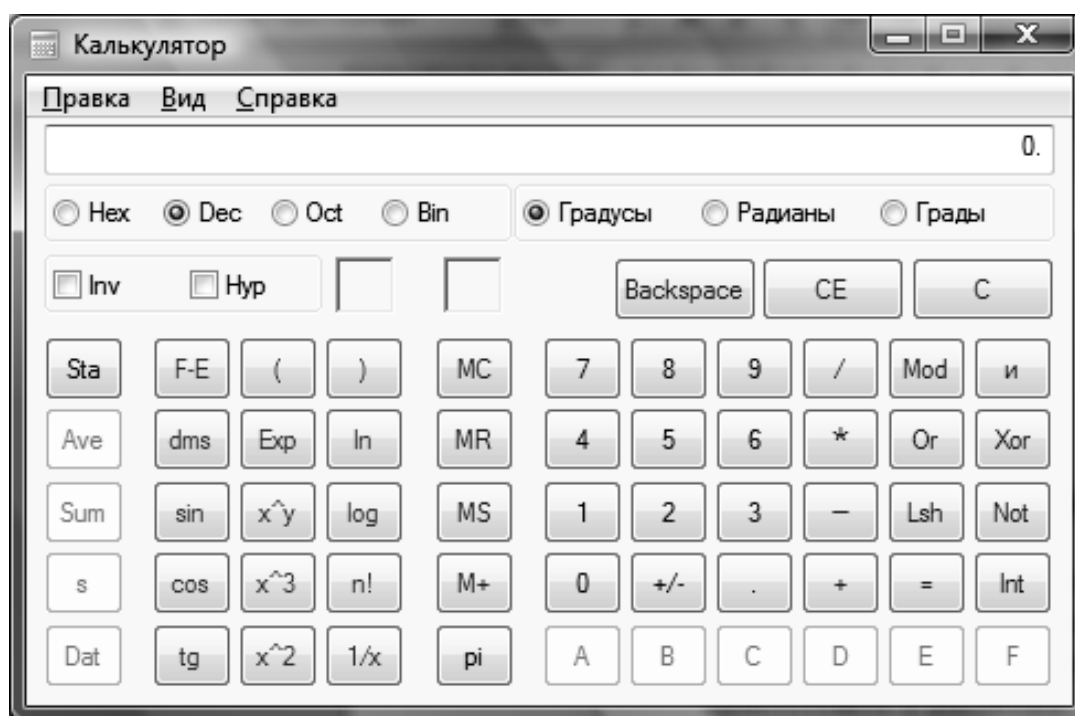 Калькулятор
Правка Вид Справка
0.
Hex Dec Oct Bin Градусы Радианы Грады
Inv Hyp Backspace CE C
Sta F-E ( ) MC 7 8 9 / Mod и
Ave dms Exp ln MR 4 5 6 * Or Xor
Sum sin x^y log MS 1 2 3 − Lsh Not
s cos x^3 n! M+ 0 +/- . + = Int
Dat tg x^2 1/x pi A B C D E F